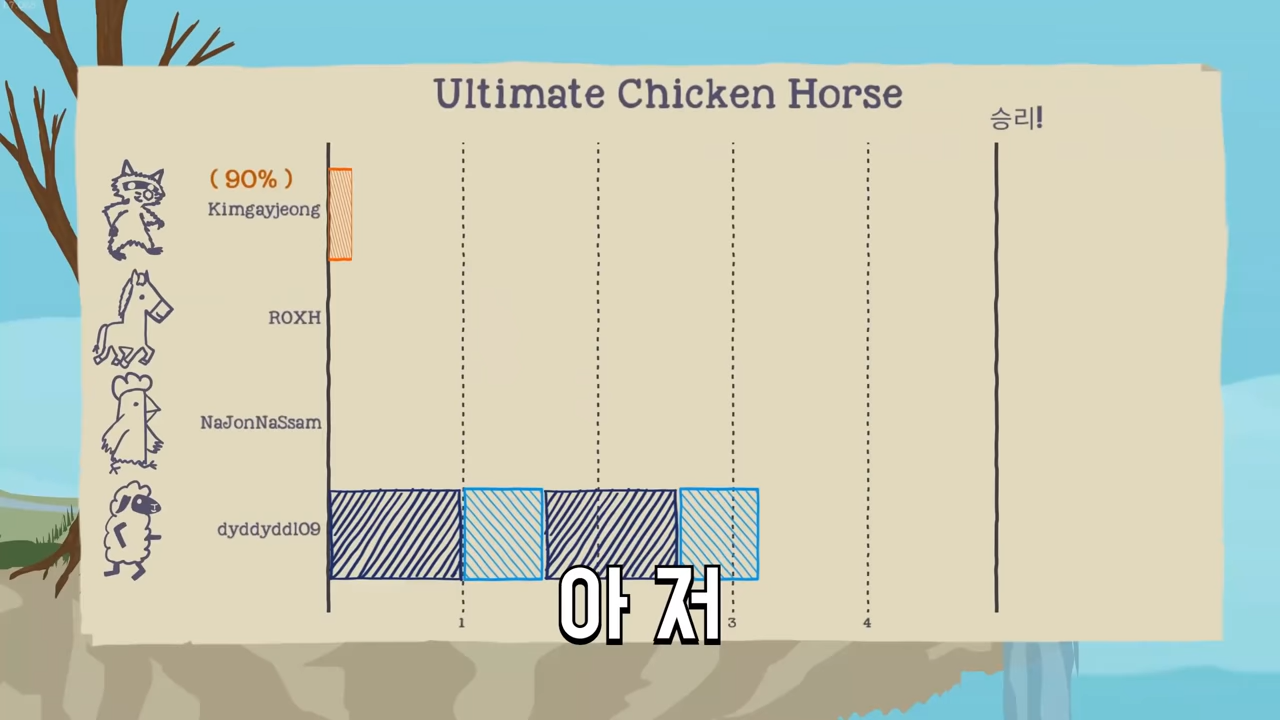 Ultimate Chicken Horse
승리!
( 90% )
Kimgayjeong
ROXH
NaJonNaSsam
dyddydd109
1
3
4
아 저